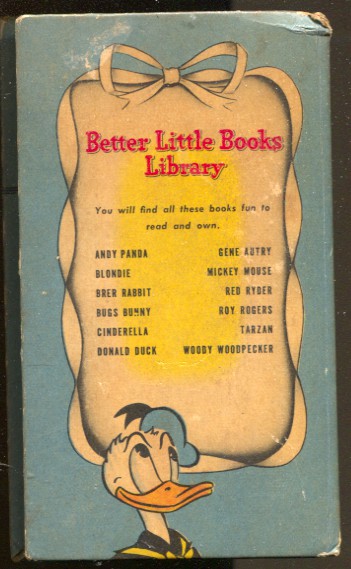 Better Little Books
Library
You will find all these books fun to
read and own.
ANDY PANDA GENE AUTRY
BLONDIE MICKEY MOUSE
BRER RABBIT RED RYDER
BUGS BUNNY ROY ROGERS
CINDERELLA TARZAN
DONALD DUCK WOODY WOODPECKER